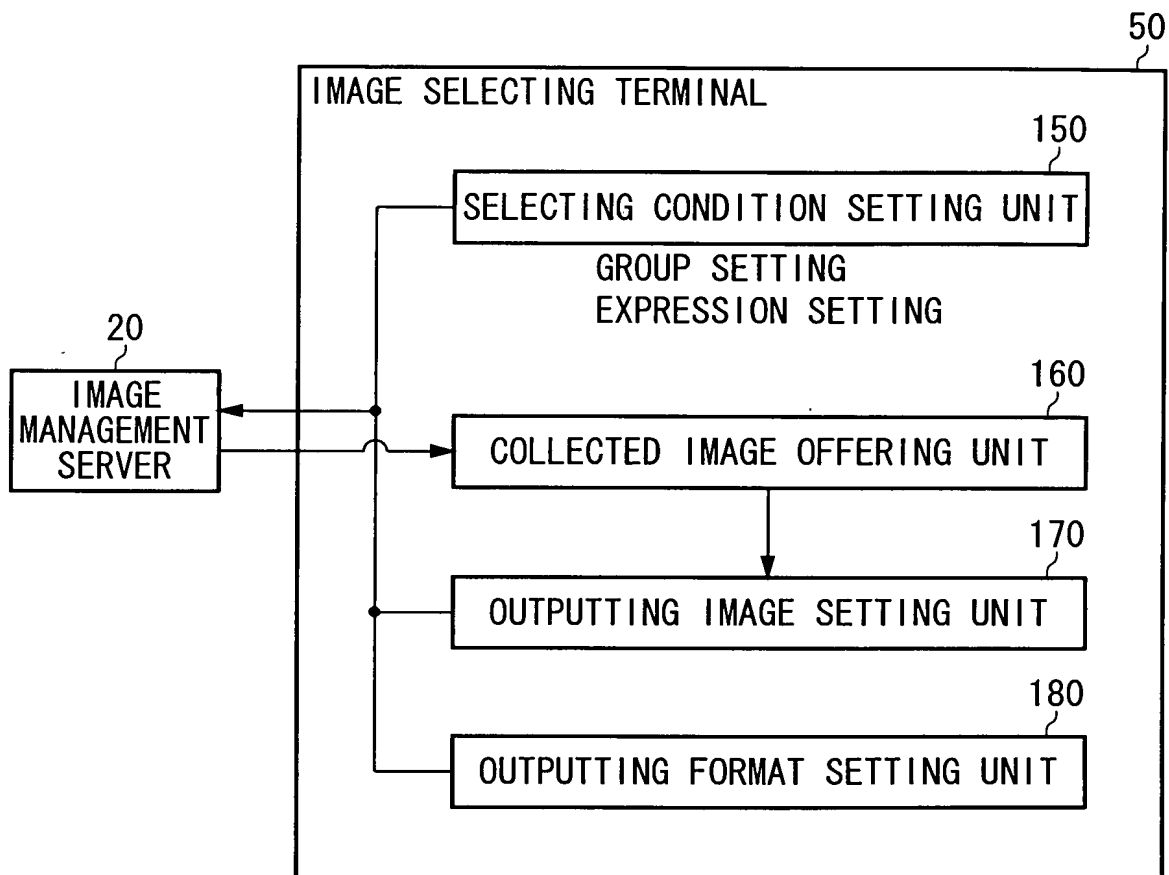 50
IMAGE SELECTING TERMINAL
150
SELECTING CONDITION SETTING UNIT
GROUP SETTING
EXPRESSION SETTING
20
IMAGE
MANAGEMENT
SERVER
160
COLLECTED IMAGE OFFERING UNIT
170
OUTPUTTING IMAGE SETTING UNIT
180
OUTPUTTING FORMAT SETTING UNIT